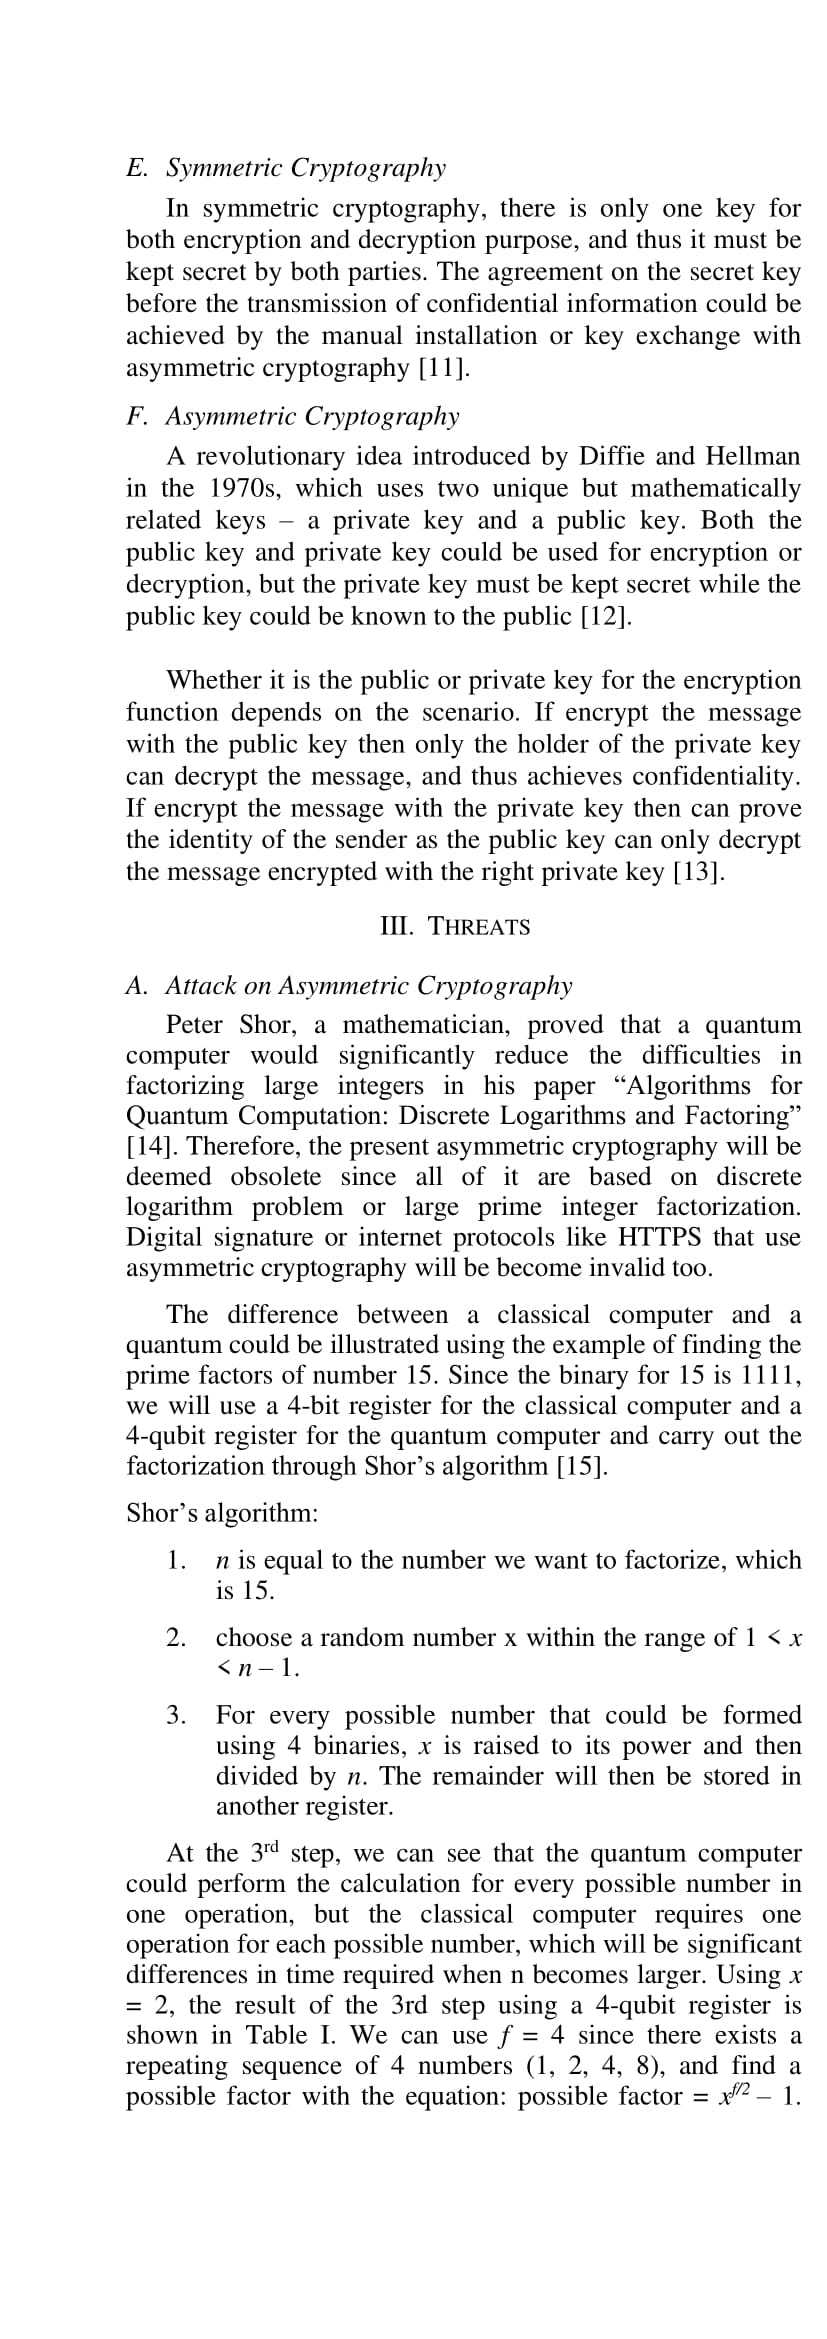 E. Symmetric Cryptography
In symmetric cryptography, there is only one key for
both encryption and decryption purpose, and thus it must be
kept secret by both parties. The agreement on the secret key
before the transmission of confidential information could be
achieved by the manual installation or key exchange with
asymmetric cryptography [11].
F. Asymmetric Cryptography
A revolutionary idea introduced by Diffie and Hellman
in the 1970s, which uses two unique but mathematically
related keys – a private key and a public key. Both the
public key and private key could be used for encryption or
decryption, but the private key must be kept secret while the
public key could be known to the public [12].
Whether it is the public or private key for the encryption
function depends on the scenario. If encrypt the message
with the public key then only the holder of the private key
can decrypt the message, and thus achieves confidentiality.
If encrypt the message with the private key then can prove
the identity of the sender as the public key can only decrypt
the message encrypted with the right private key [13].
III. THREATS
A. Attack on Asymmetric Cryptography
Peter Shor, a mathematician, proved that a quantum
computer would significantly reduce the difficulties in
factorizing large integers in his paper “Algorithms for
Quantum Computation: Discrete Logarithms and Factoring”
[14]. Therefore, the present asymmetric cryptography will be
deemed obsolete since all of it are based on discrete
logarithm problem or large prime integer factorization.
Digital signature or internet protocols like HTTPS that use
asymmetric cryptography will be become invalid too.
The difference between a classical computer and a
quantum could be illustrated using the example of finding the
prime factors of number 15. Since the binary for 15 is 1111,
we will use a 4-bit register for the classical computer and a
4-qubit register for the quantum computer and carry out the
factorization through Shor’s algorithm [15].
Shor’s algorithm:
1. n is equal to the number we want to factorize, which
is 15.
2. choose a random number x within the range of 1 < x
< n – 1.
3. For every possible number that could be formed
using 4 binaries, x is raised to its power and then
divided by n. The remainder will then be stored in
another register.
At the 3rd step, we can see that the quantum computer
could perform the calculation for every possible number in
one operation, but the classical computer requires one
operation for each possible number, which will be significant
differences in time required when n becomes larger. Using x
= 2, the result of the 3rd step using a 4-qubit register is
shown in Table I. We can use f = 4 since there exists a
repeating sequence of 4 numbers (1, 2, 4, 8), and find a
possible factor with the equation: possible factor = x^f/2 – 1.